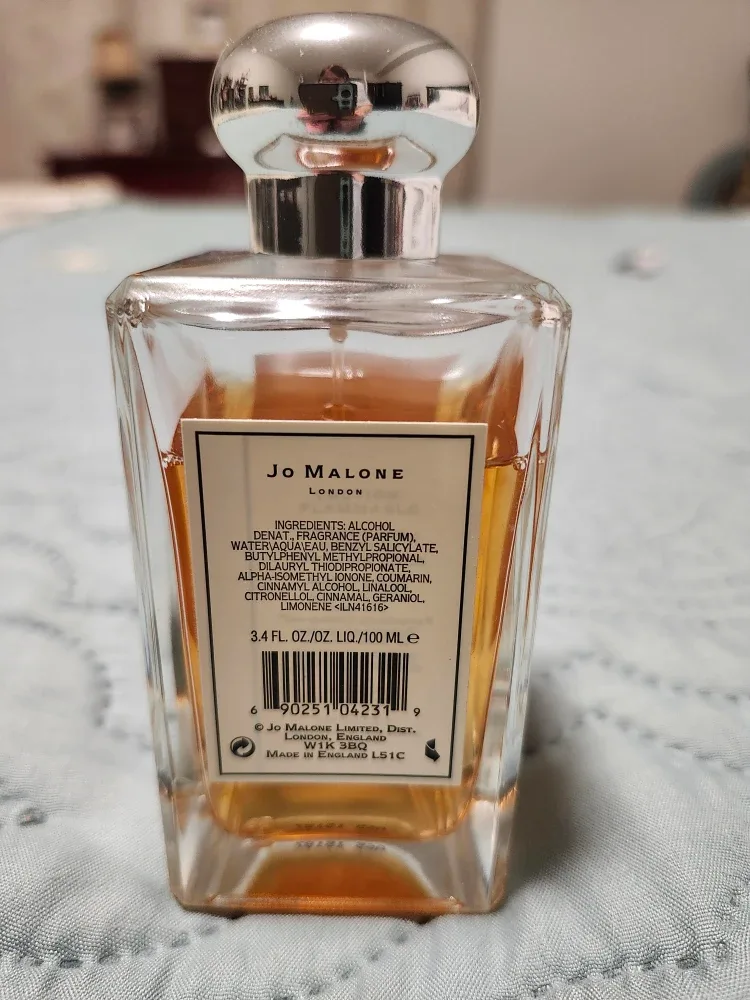 JO MALONE
LONDON
INGREDIENTS: ALCOHOL
DENAT., FRAGRANCE (PARFUM),
WATER\AQUA\EAU, BENZYL SALICYLATE,
BUTYLPHENYL METHYLPROPIONAL,
DILAURYL THIODIPROPIONATE,
ALPHA-ISOMETHYL IONONE, COUMARIN,
CINNAMYL ALCOHOL, LINALOOL,
CITRONELLOL, CINNAMAL, GERANIOL,
LIMONENE <ILN41616>
3.4 FL. OZ./OZ. LIQ./100 ML e
6 90251 04231 9
© JO MALONE LIMITED, DIST.
LONDON, ENGLAND
W1K 3BQ
MADE IN ENGLAND L51C